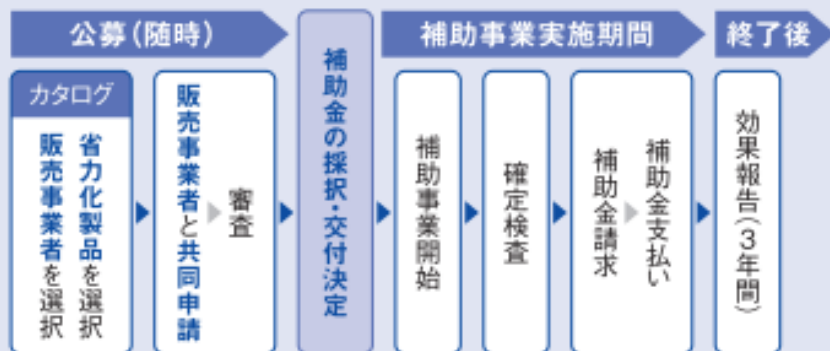 公募(随時)
補助事業実施期間
終了後
カタログ
省力化製品を選択
販売事業者を選択
販売事業者と共同申請
審査
補助金の採択・交付決定
補助事業開始
確定検査
補助金請求
補助金支払い
効果報告(3年間)